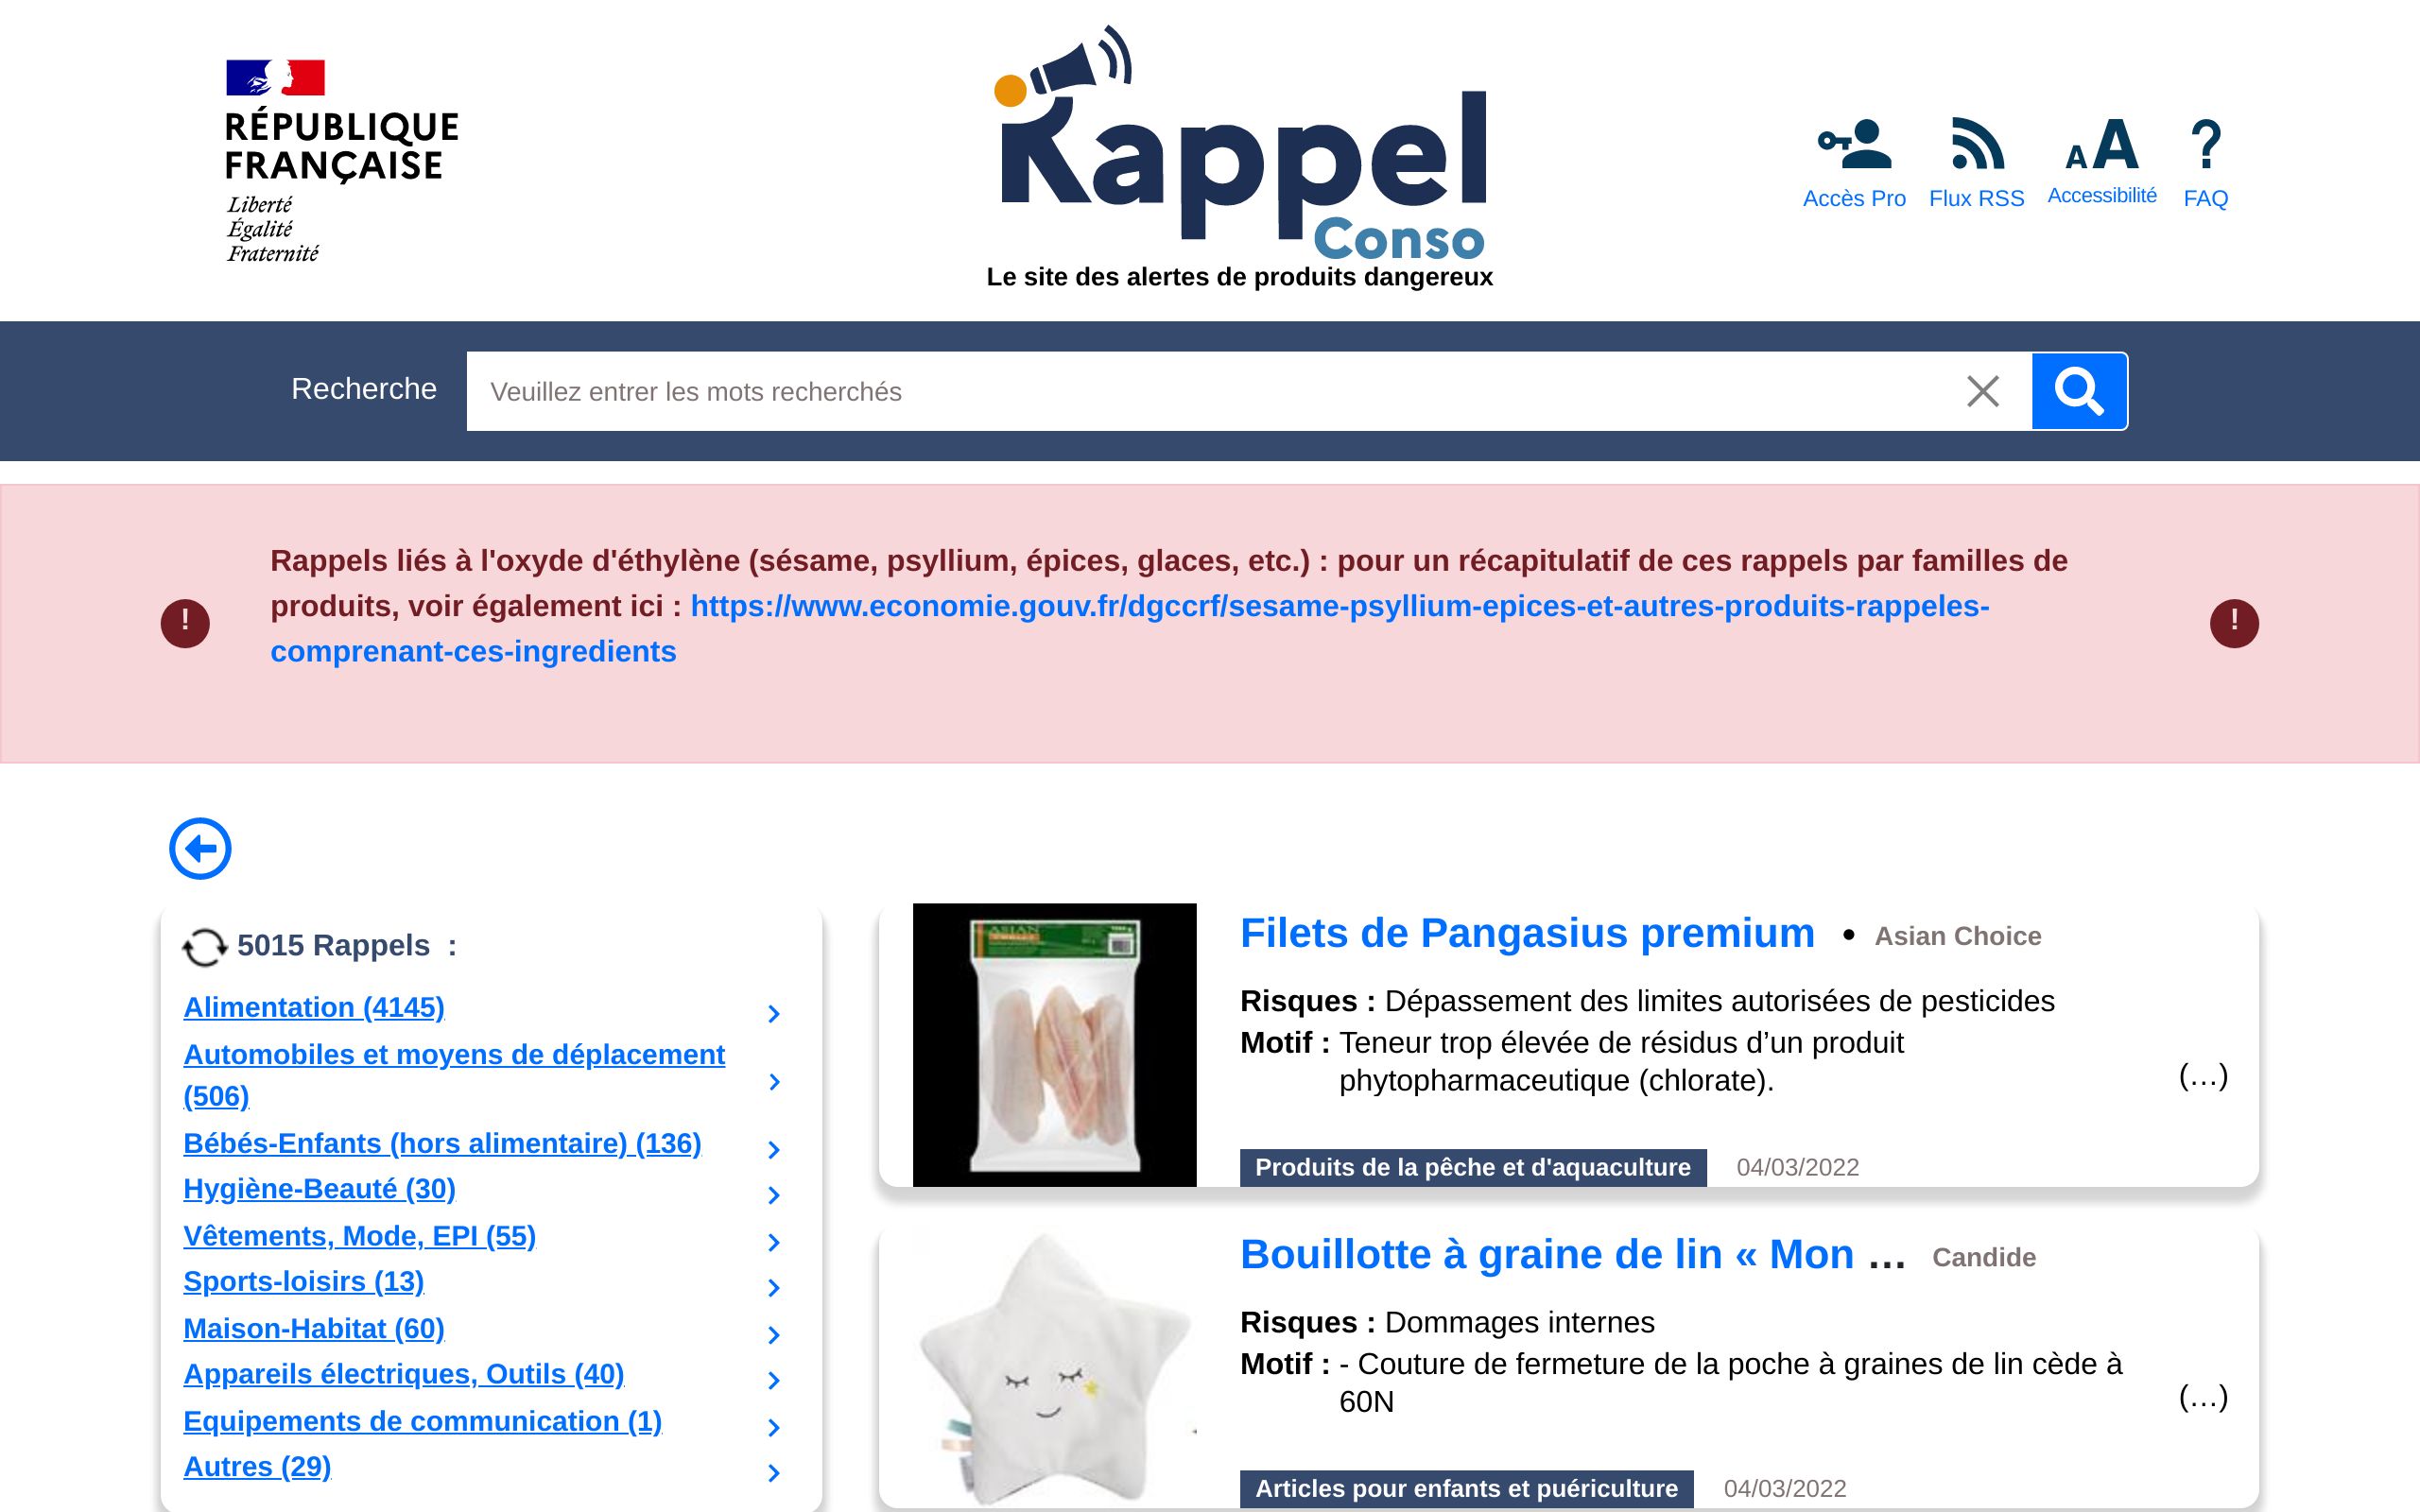 RÉPUBLIQUE
FRANÇAISE
Liberté
Égalité
Fraternité
Rappel
Conso
Le site des alertes de produits dangereux
Accès Pro
Flux RSS
AA
Accessibilité
?
FAQ
Recherche
Veuillez entrer les mots recherchés
Rappels liés à l'oxyde d'éthylène (sésame, psyllium, épices, glaces, etc.) : pour un récapitulatif de ces rappels par familles de
produits, voir également ici : https://www.economie.gouv.fr/dgccrf/sesame-psyllium-epices-et-autres-produits-rappeles-
comprenant-ces-ingredients
!
!
5015 Rappels :
Alimentation (4145)
Automobiles et moyens de déplacement
(506)
Bébés-Enfants (hors alimentaire) (136)
Hygiène-Beauté (30)
Vêtements, Mode, EPI (55)
Sports-loisirs (13)
Maison-Habitat (60)
Appareils électriques, Outils (40)
Equipements de communication (1)
Autres (29)
Filets de Pangasius premium • Asian Choice
Risques : Dépassement des limites autorisées de pesticides
Motif : Teneur trop élevée de résidus d’un produit
phytopharmaceutique (chlorate).
(…)
Produits de la pêche et d'aquaculture 04/03/2022
Bouillotte à graine de lin « Mon ... Candide
Risques : Dommages internes
Motif : - Couture de fermeture de la poche à graines de lin cède à
60N
(…)
Articles pour enfants et puériculture 04/03/2022